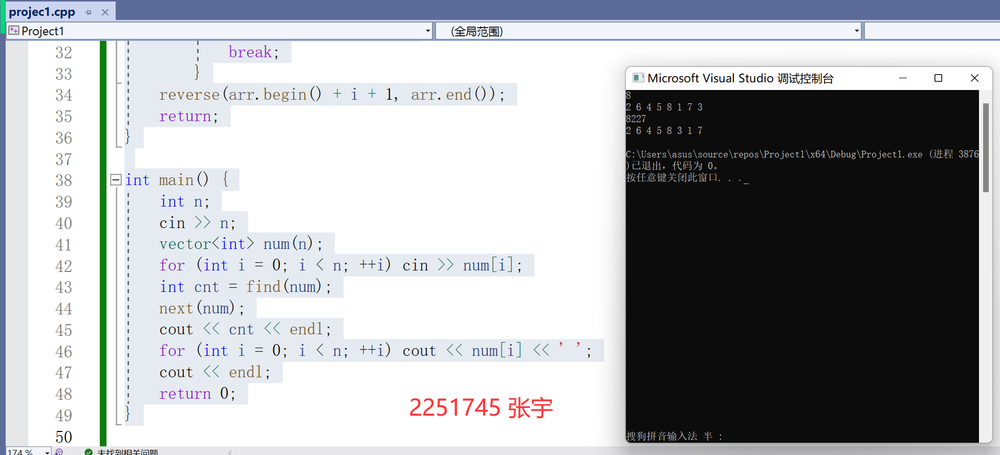 projec1.cpp
Project1
(全局范围)
32 break;
33 }
34 reverse(arr.begin() + i + 1, arr.end());
35 return;
36 }
37
38 int main() {
39 int n;
40 cin >> n;
41 vector<int> num(n);
42 for (int i = 0; i < n; ++i) cin >> num[i];
43 int cnt = find(num);
44 next(num);
45 cout << cnt << endl;
46 for (int i = 0; i < n; ++i) cout << num[i] << ' ';
47 cout << endl;
48 return 0;
49 }
50
2251745 张宇
174 %
未找到相关问题
Microsoft Visual Studio 调试控制台
8
2 6 4 5 8 1 7 3
8227
2 6 4 5 8 3 1 7
C:\Users\asus\source\repos\Project1\x64\Debug\Project1.exe (进程 3876
)已退出，代码为 0。
按任意键关闭此窗口. . ._
搜狗拼音输入法 半 :